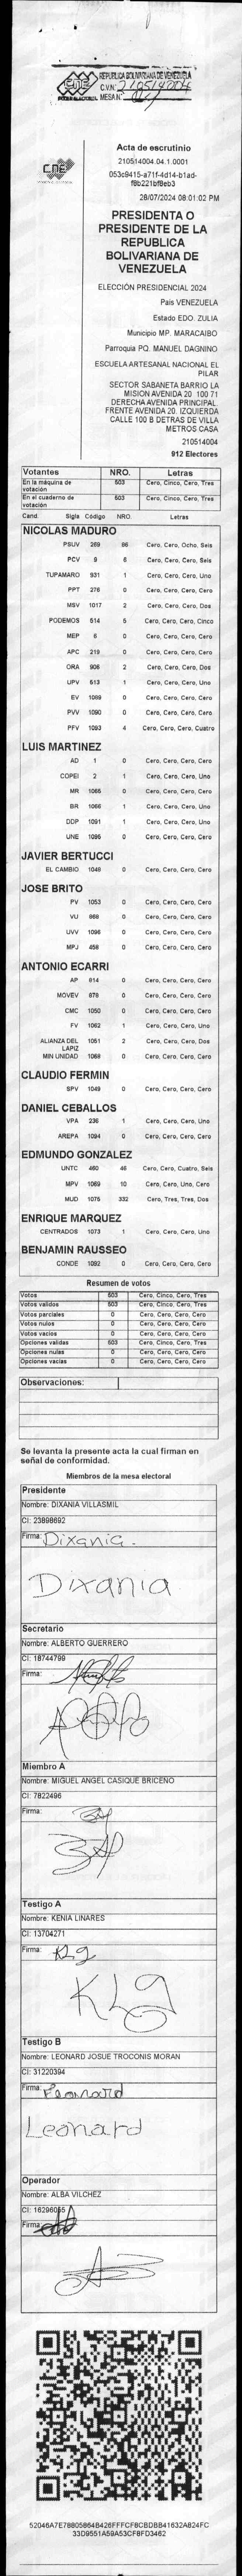 CNE
REPUBLICA BOLIVARIANA DE VENEZUELA
C.V.Nº 210514004
MESA Nº
CNE
Acta de escrutinio
210514004.04.1.0001
053c9415-a71f-4d14-b1ad-
f8b221bf8eb3
28/07/2024 08:01:02 PM
PRESIDENTA O
PRESIDENTE DE LA
REPUBLICA
BOLIVARIANA DE
VENEZUELA
ELECCIÓN PRESIDENCIAL 2024
País VENEZUELA
Estado EDO. ZULIA
Municipio MP. MARACAIBO
Parroquia PQ. MANUEL DAGNINO
ESCUELA ARTESANAL NACIONAL EL
PILAR
SECTOR SABANETA BARRIO LA
MISION AVENIDA 20 100 71
DERECHA AVENIDA PRINCIPAL.
FRENTE AVENIDA 20. IZQUIERDA
CALLE 100 B DETRAS DE VILLA
METROS CASA
210514004
912 Electores
Votantes NRO. Letras
En la máquina de votación 503 Cero, Cinco, Cero, Tres
En el cuaderno de votación 503 Cero, Cinco, Cero, Tres
Cand. Sigla Código NRO. Letras
NICOLAS MADURO
PSUV 269 86 Cero, Cero, Ocho, Seis
PCV 9 6 Cero, Cero, Cero, Seis
TUPAMARO 931 1 Cero, Cero, Cero, Uno
PPT 276 0 Cero, Cero, Cero, Cero
MSV 1017 2 Cero, Cero, Cero, Dos
PODEMOS 514 5 Cero, Cero, Cero, Cinco
MEP 6 0 Cero, Cero, Cero, Cero
APC 219 0 Cero, Cero, Cero, Cero
ORA 906 2 Cero, Cero, Cero, Dos
UPV 513 1 Cero, Cero, Cero, Uno
EV 1089 0 Cero, Cero, Cero, Cero
PVV 1090 0 Cero, Cero, Cero, Cero
PFV 1093 4 Cero, Cero, Cero, Cuatro
LUIS MARTINEZ
AD 1 0 Cero, Cero, Cero, Cero
COPEI 2 1 Cero, Cero, Cero, Uno
MR 1065 0 Cero, Cero, Cero, Cero
BR 1066 1 Cero, Cero, Cero, Uno
DDP 1091 1 Cero, Cero, Cero, Uno
UNE 1095 0 Cero, Cero, Cero, Cero
JAVIER BERTUCCI
EL CAMBIO 1048 0 Cero, Cero, Cero, Cero
JOSE BRITO
PV 1053 0 Cero, Cero, Cero, Cero
VU 968 0 Cero, Cero, Cero, Cero
UVV 1096 0 Cero, Cero, Cero, Cero
MPJ 458 0 Cero, Cero, Cero, Cero
ANTONIO ECARRI
AP 914 0 Cero, Cero, Cero, Cero
MOVEV 978 0 Cero, Cero, Cero, Cero
CMC 1050 0 Cero, Cero, Cero, Cero
FV 1062 1 Cero, Cero, Cero, Uno
ALIANZA DEL LAPIZ 1051 2 Cero, Cero, Cero, Dos
MIN UNIDAD 1068 0 Cero, Cero, Cero, Cero
CLAUDIO FERMIN
SPV 1049 0 Cero, Cero, Cero, Cero
DANIEL CEBALLOS
VPA 236 1 Cero, Cero, Cero, Uno
AREPA 1094 0 Cero, Cero, Cero, Cero
EDMUNDO GONZALEZ
UNTC 460 46 Cero, Cero, Cuatro, Seis
MPV 1069 10 Cero, Cero, Uno, Cero
MUD 1075 332 Cero, Tres, Tres, Dos
ENRIQUE MARQUEZ
CENTRADOS 1073 1 Cero, Cero, Cero, Uno
BENJAMIN RAUSSEO
CONDE 1092 0 Cero, Cero, Cero, Cero
Resumen de votos
Votos 503 Cero, Cinco, Cero, Tres
Votos validos 503 Cero, Cinco, Cero, Tres
Votos parciales 0 Cero, Cero, Cero, Cero
Votos nulos 0 Cero, Cero, Cero, Cero
Votos vacios 0 Cero, Cero, Cero, Cero
Opciones validas 503 Cero, Cinco, Cero, Tres
Opciones nulas 0 Cero, Cero, Cero, Cero
Opciones vacias 0 Cero, Cero, Cero, Cero
Observaciones:
Se levanta la presente acta la cual firman en
señal de conformidad.
Miembros de la mesa electoral
Presidente
Nombre: DIXANIA VILLASMIL
CI: 23898692
Firma: Dixania.
Dixania
Secretario
Nombre: ALBERTO GUERRERO
CI: 18744799
Firma:
Miembro A
Nombre: MIGUEL ANGEL CASIQUE BRICENO
CI: 7822496
Firma:
Testigo A
Nombre: KENIA LINARES
CI: 13704271
Firma: KLg
KLg
Testigo B
Nombre: LEONARD JOSUE TROCONIS MORAN
CI: 31220394
Firma: Leonard
Leonard
Operador
Nombre: ALBA VILCHEZ
CI: 16296055
Firma:
52046A7E78805864B426FFFCF8CBDBB41632A824FC
33D9551A59A53CF8FD3462